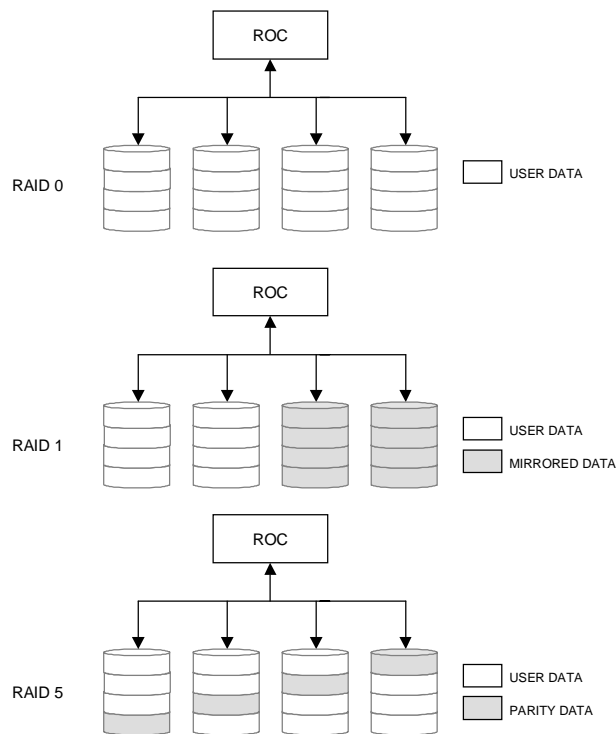 ROC
RAID 0
USER DATA
ROC
RAID 1
USER DATA
MIRRORED DATA
ROC
RAID 5
USER DATA
PARITY DATA